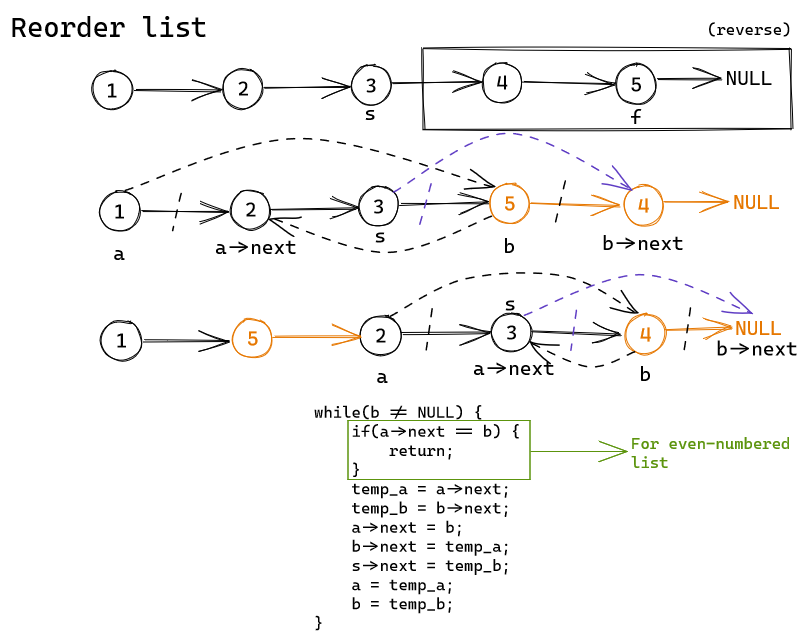 Reorder list
(reverse)
1 2 3 4 5 NULL
s f
1 2 3 5 4 NULL
a a→next s b b→next
s
1 5 2 3 4 NULL
a a→next b b→next
while(b ≠ NULL) {
if(a→next == b) {
return;
}
temp_a = a→next;
temp_b = b→next;
a→next = b;
b→next = temp_a;
s→next = temp_b;
a = temp_a;
b = temp_b;
}
For even-numbered
list